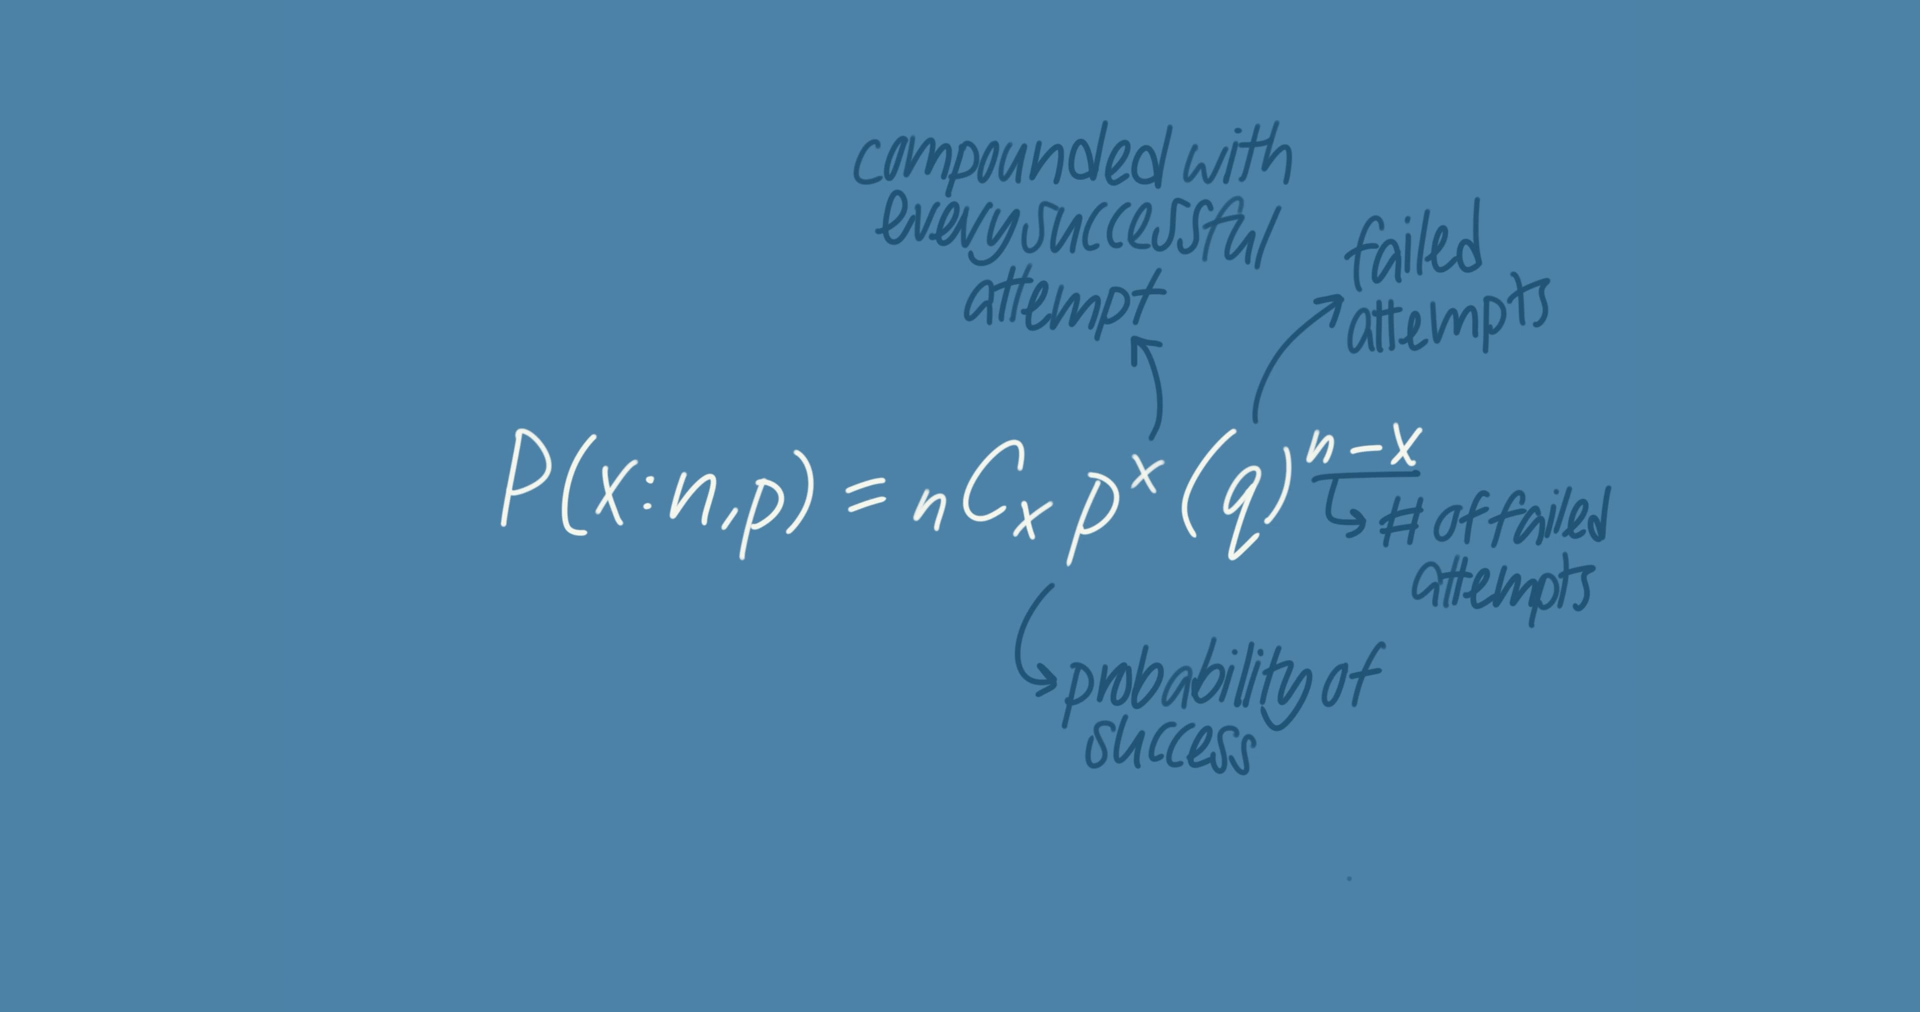 compounded with
every successful
attempt
failed
attempts
P(x:n,p) = nCx p^x (q)^n-x
# of failed
attempts
probability of
success